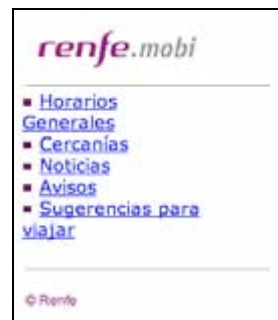 renfe.mobi
Horarios
Generales
Cercanías
Noticias
Avisos
Sugerencias para
viajar
© Renfe